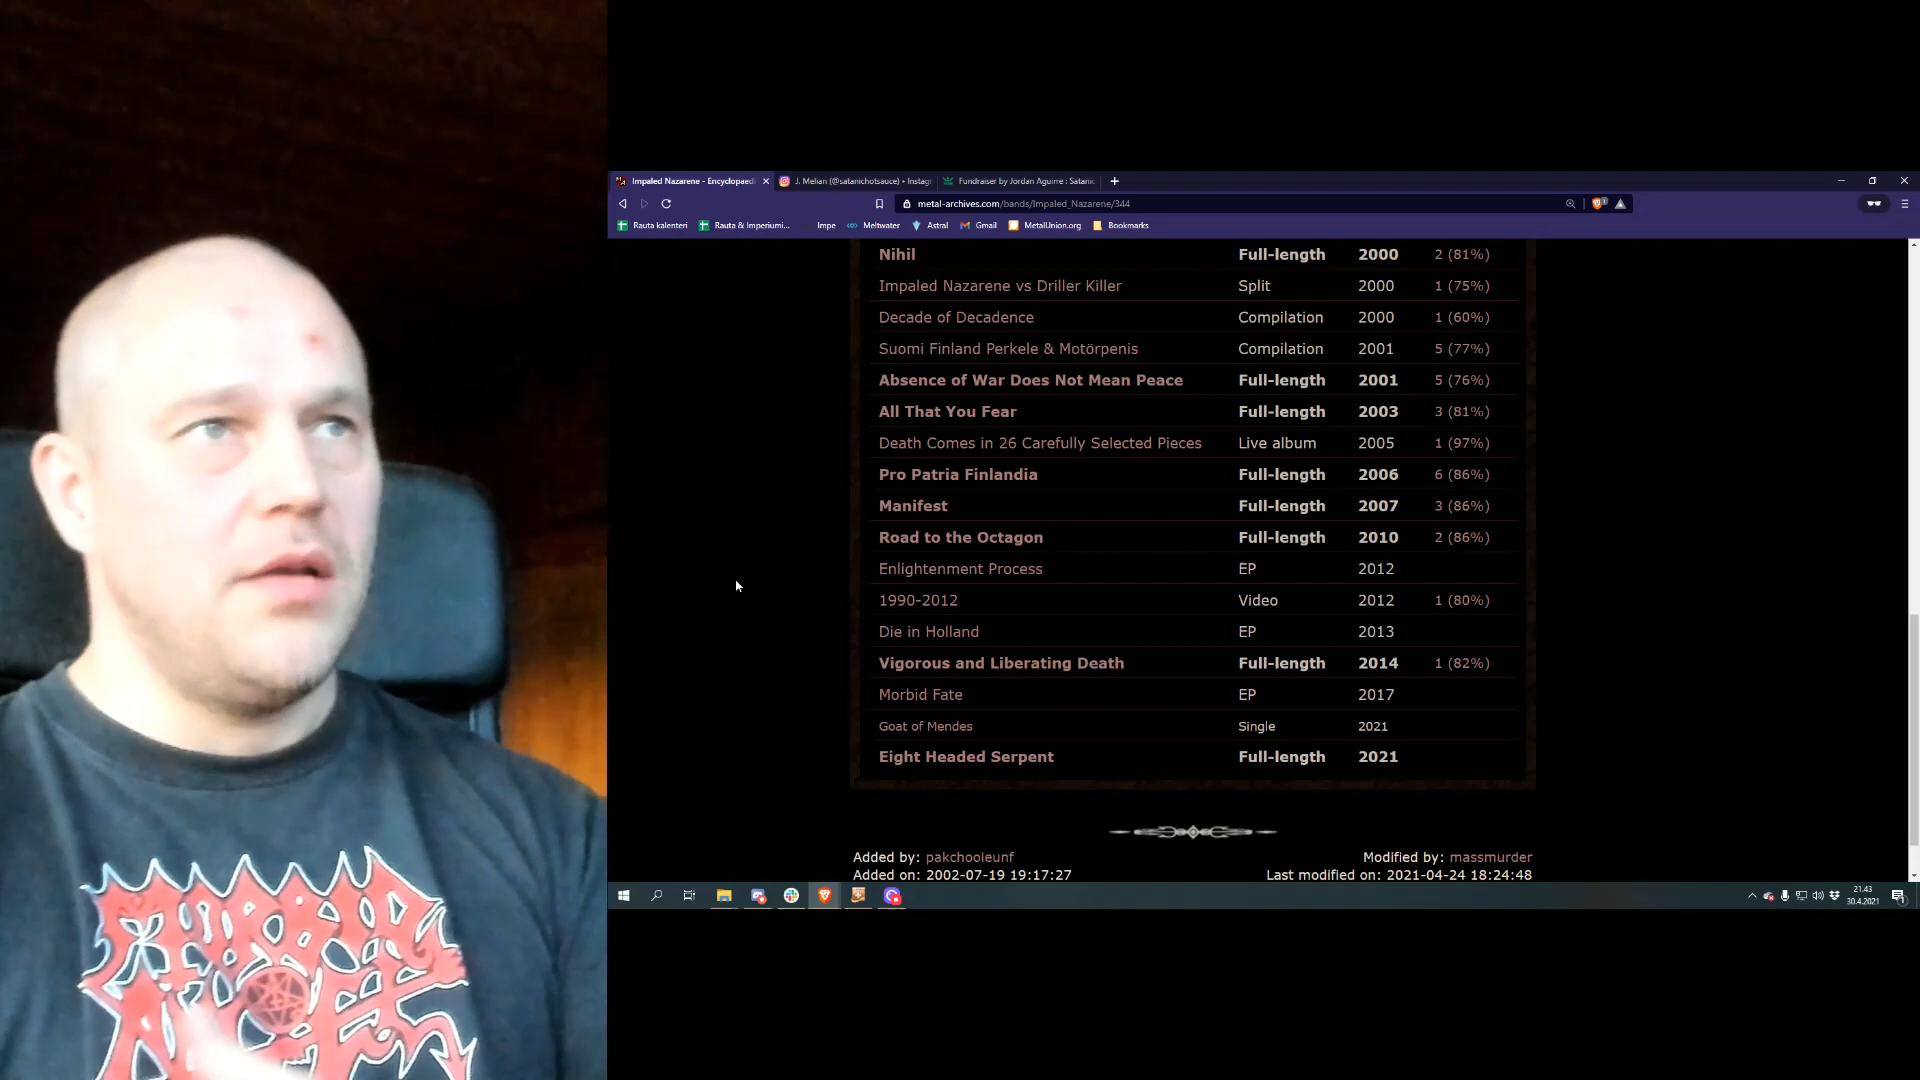 Impaled Nazarene - Encyclopaedi
J. Melian (@satanichotsauce) • Instag
Fundraiser by Jordan Aguirre : Satanic
metal-archives.com/bands/Impaled_Nazarene/344
Rauta kalenteri
Rauta & Imperiumi...
Impe
Meltwater
Astral
Gmail
MetalUnion.org
Bookmarks
Nihil Full-length 2000 2 (81%)
Impaled Nazarene vs Driller Killer Split 2000 1 (75%)
Decade of Decadence Compilation 2000 1 (60%)
Suomi Finland Perkele & Motörpenis Compilation 2001 5 (77%)
Absence of War Does Not Mean Peace Full-length 2001 5 (76%)
All That You Fear Full-length 2003 3 (81%)
Death Comes in 26 Carefully Selected Pieces Live album 2005 1 (97%)
Pro Patria Finlandia Full-length 2006 6 (86%)
Manifest Full-length 2007 3 (86%)
Road to the Octagon Full-length 2010 2 (86%)
Enlightenment Process EP 2012
1990-2012 Video 2012 1 (80%)
Die in Holland EP 2013
Vigorous and Liberating Death Full-length 2014 1 (82%)
Morbid Fate EP 2017
Goat of Mendes Single 2021
Eight Headed Serpent Full-length 2021
Added by: pakchooieunf Modified by: massmurder
Added on: 2002-07-19 19:17:27 Last modified on: 2021-04-24 18:24:48
21.43
30.4.2021
MORBID